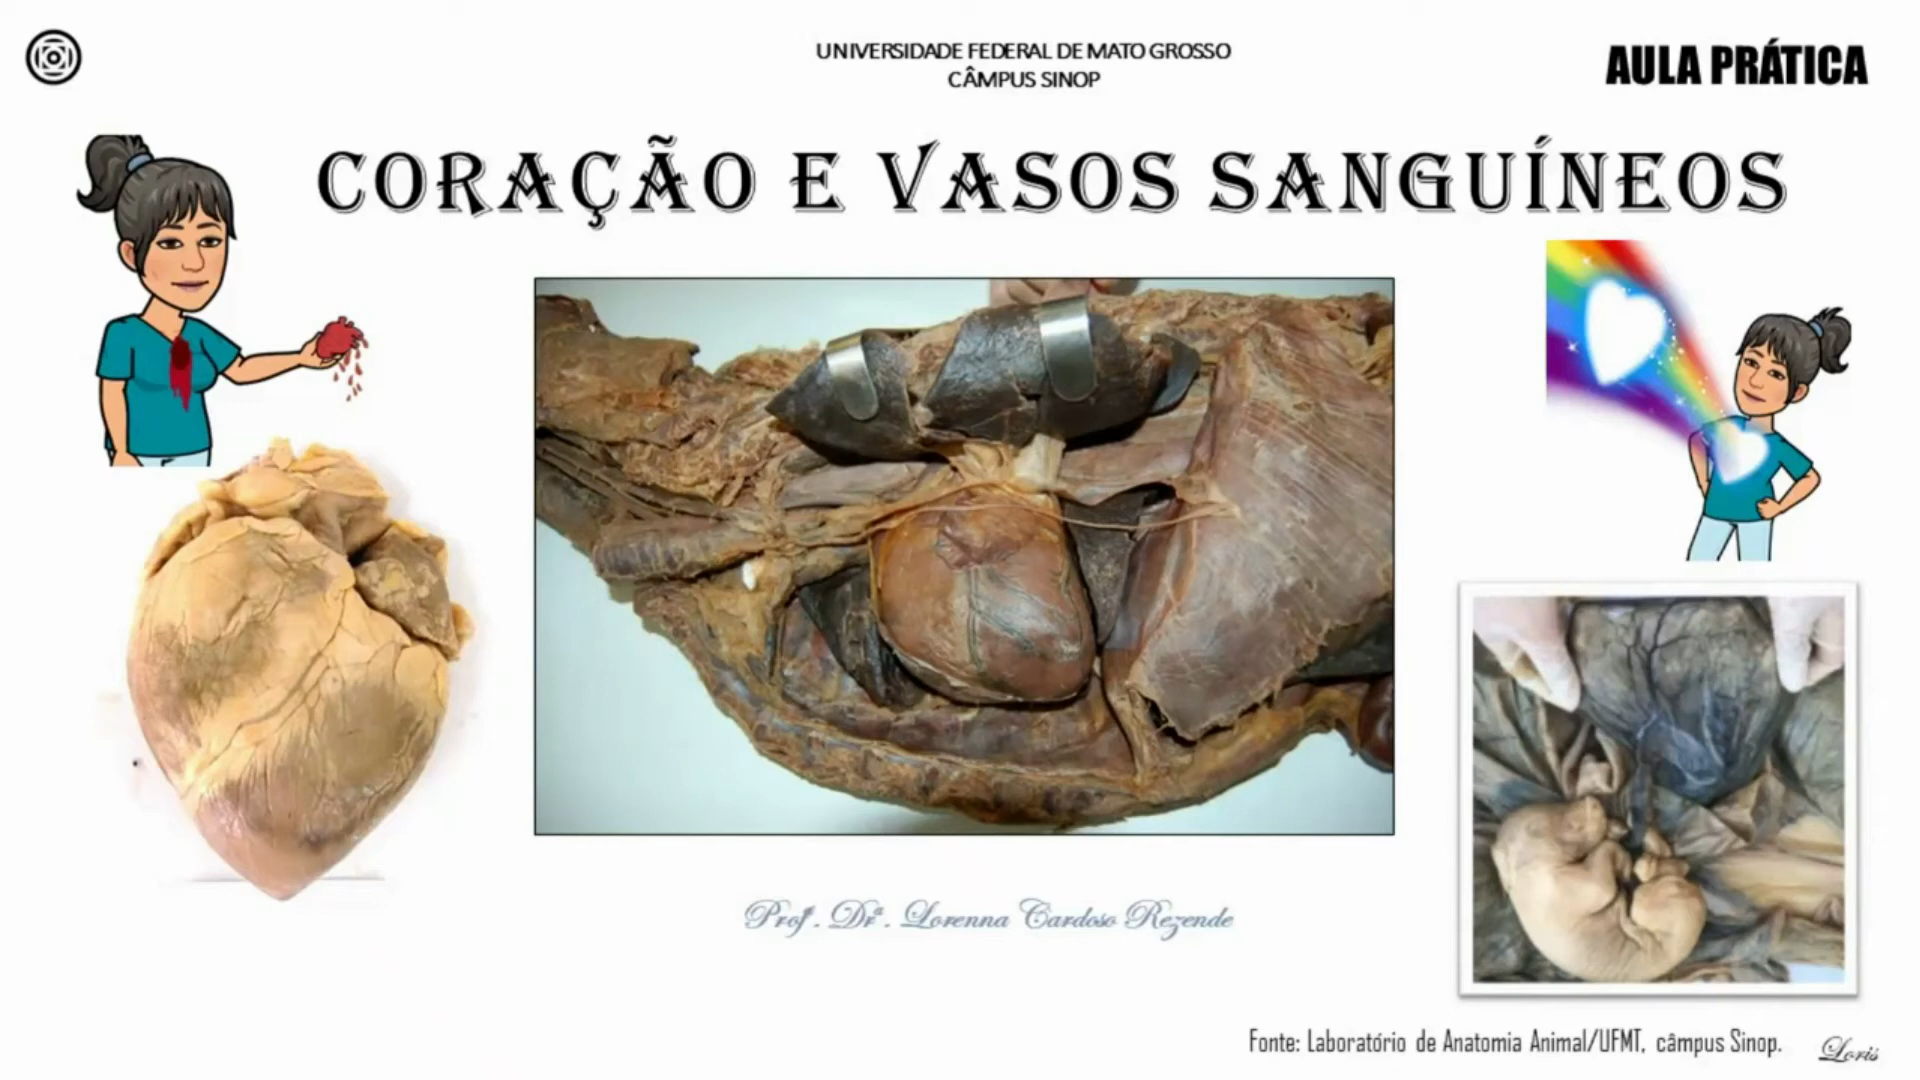 UNIVERSIDADE FEDERAL DE MATO GROSSO
CÂMPUS SINOP
AULA PRÁTICA
CORAÇÃO E VASOS SANGUÍNEOS
Profª. Drª. Lorenna Cardoso Rezende
Fonte: Laboratório de Anatomia Animal/UFMT, câmpus Sinop.
Loris